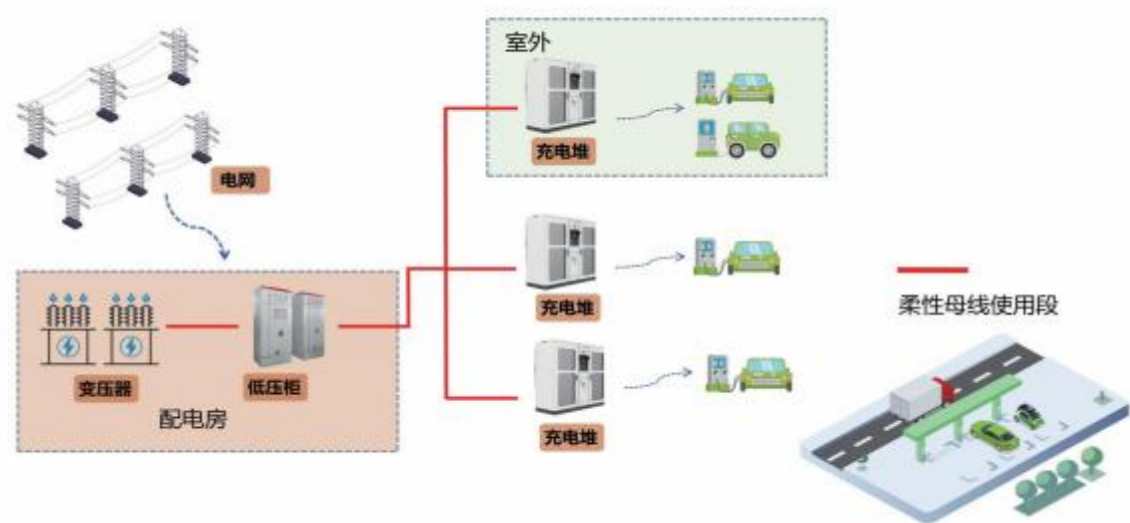 室外
充电堆
电网
充电堆
柔性母线使用段
变压器
低压柜
配电房
充电堆